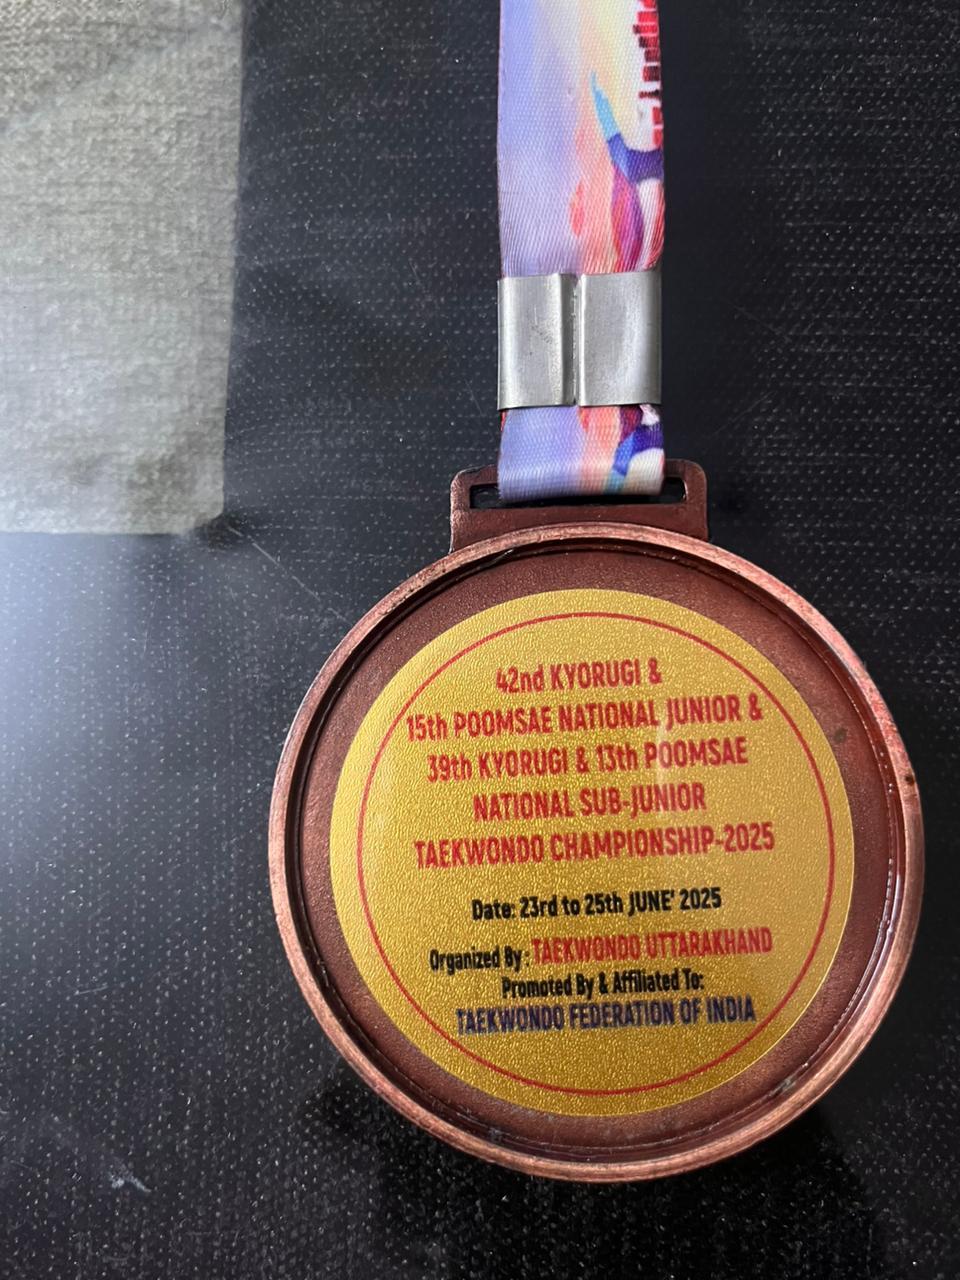 42nd KYORUGI &
15th POOMSAE NATIONAL JUNIOR &
39th KYORUGI & 13th POOMSAE
NATIONAL SUB-JUNIOR
TAEKWONDO CHAMPIONSHIP-2025
Date: 23rd to 25th JUNE' 2025
Organized By: TAEKWONDO UTTARAKHAND
Promoted By & Affiliated To:
TAEKWONDO FEDERATION OF INDIA